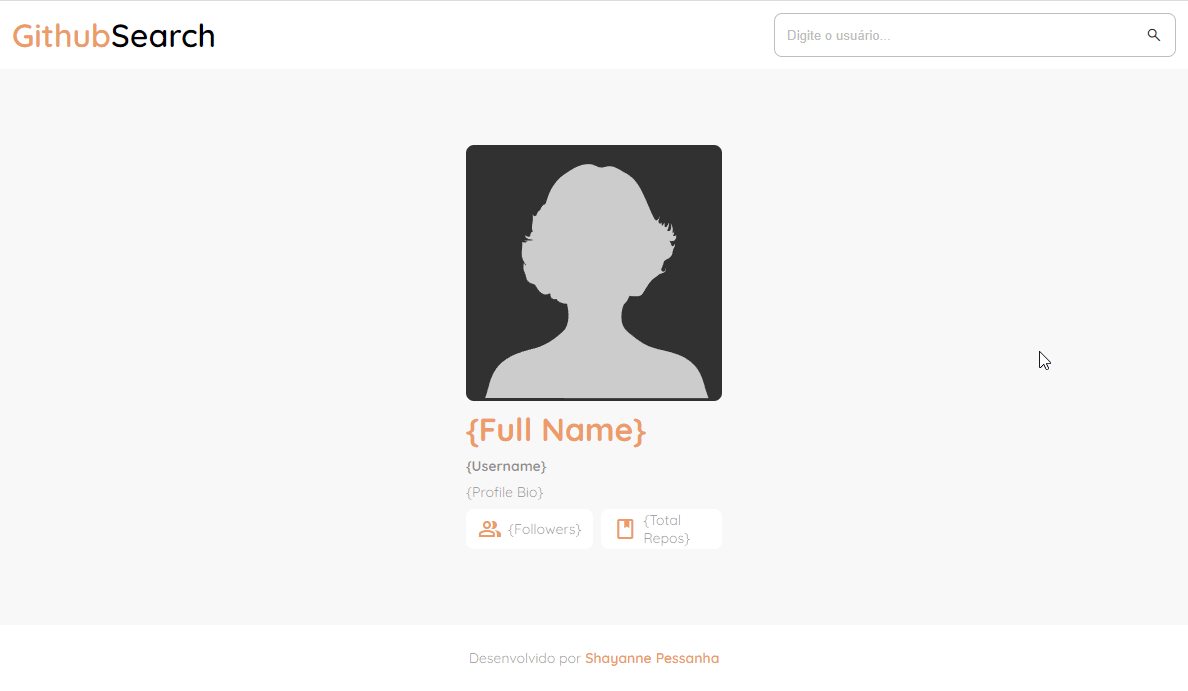 GithubSearch
Digite o usuário...
{Full Name}
{Username}
{Profile Bio}
{Followers}
{Total
Repos}
Desenvolvido por Shayanne Pessanha